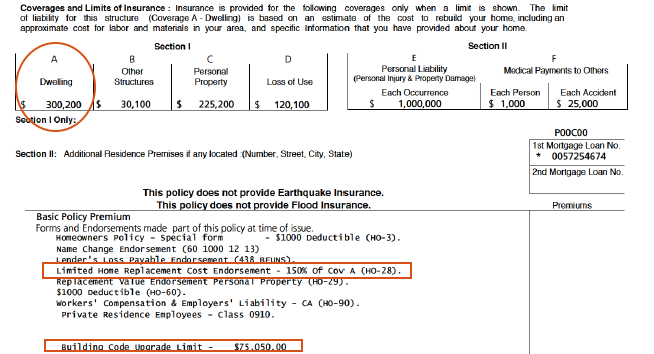 Coverages and Limits of Insurance : Insurance is provided for the following coverages only when a limit is shown. The limit
of liability for this structure (Coverage A - Dwelling) is based on an estimate of the cost to rebuild your home, including an
approximate cost for labor and materials in your area, and specific information that you have provided about your home.
Section I
Section II
A B C D E F
Dwelling Other Structures Personal Property Loss of Use Personal Liability (Personal Injury & Property Damage) Medical Payments to Others
Each Occurrence Each Person Each Accident
$ 300,200 $ 30,100 $ 225,200 $ 120,100 $ 1,000,000 $ 1,000 $ 25,000
Section I Only:
P00C00
1st Mortgage Loan No.
* 0057254674
Section II: Additional Residence Premises if any located :(Number, Street, City, State)
2nd Mortgage Loan No.
This policy does not provide Earthquake Insurance.
This policy does not provide Flood Insurance.
Premiums
Basic Policy Premium
Forms and Endorsements made part of this policy at time of issue.
Homeowners Policy - Special form - $1000 Deductible (HO-3).
Name Change Endorsement (60 1000 12 13)
Lender's Loss Payable Endorsement (438 BFUNS).
Limited Home Replacement Cost Endorsement - 150% Of Cov A (HO-28).
Replacement Value Endorsement Personal Property (HO-29).
$1000 Deductible (HO-60).
Workers' Compensation & Employers' Liability - CA (HO-90).
Private Residence Employees - Class 0910.
Building Code Upgrade Limit - $75,050.00